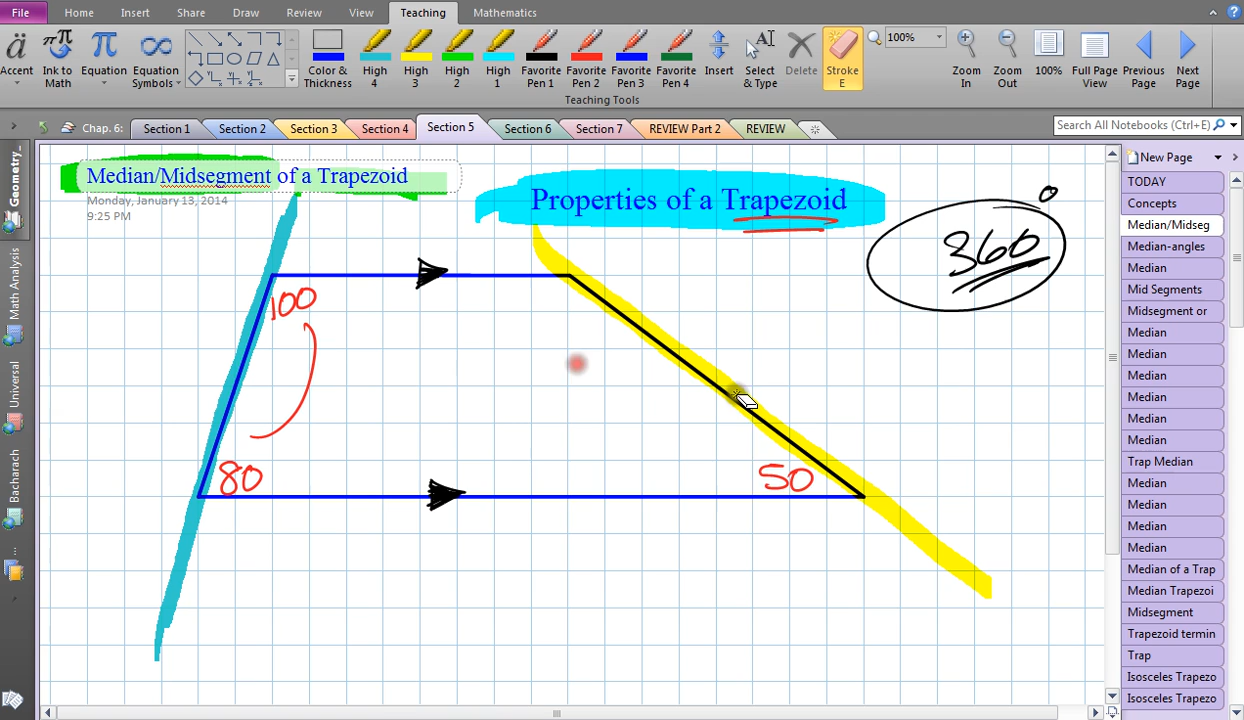 File Home Insert Share Draw Review View Teaching Mathematics
ä π π ∞ 100%
Accent Ink to Math Equation Equation Symbols Color & Thickness High 4 High 3 High 2 High 1 Favorite Pen 1 Favorite Pen 2 Favorite Pen 3 Favorite Pen 4 Insert Select & Type Delete Stroke E Zoom In Zoom Out 100% Full Page View Previous Page Next Page
Teaching Tools
Chap. 6: Section 1 Section 2 Section 3 Section 4 Section 5 Section 6 Section 7 REVIEW Part 2 REVIEW Search All Notebooks (Ctrl+E)
Geometry_
Math Analysis
Universal
Bacharach
...
Median/Midsegment of a Trapezoid
Monday, January 13, 2014
9:25 PM
Properties of a Trapezoid
360°
100
80
50
New Page
TODAY
Concepts
Median/Midseg
Median-angles
Median
Mid Segments
Midsegment or
Median
Median
Median
Median
Median
Median
Trap Median
Median
Median
Median
Median
Median of a Trap
Median Trapezoi
Midsegment
Trapezoid termin
Trap
Isosceles Trapezo
Isosceles Trapezo